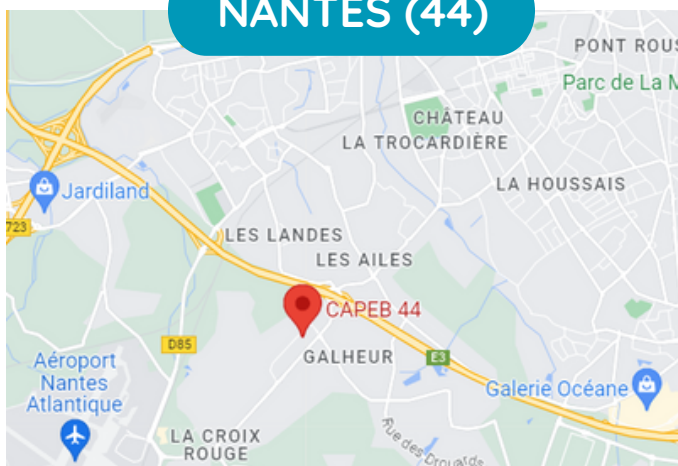 NANTES (44)
PONT ROUS
Parc de La M
CHÂTEAU
LA TROCARDIÈRE
Jardiland
LA HOUSSAIS
723
LES LANDES
LES AILES
CAPEB 44
D85
GALHEUR
E3
Aéroport
Nantes
Atlantique
Galerie Océane
LA CROIX
ROUGE
Rue des Drouards